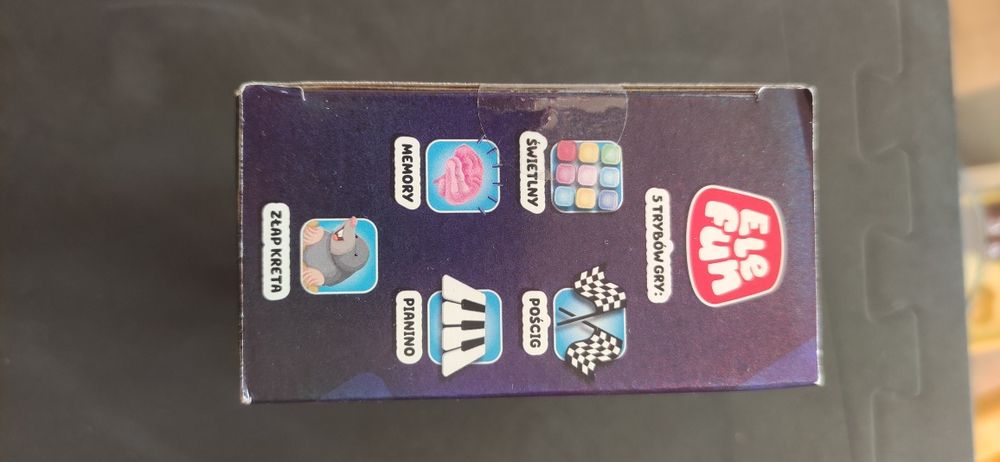 Ele
fun
5 TRYBÓW GRY:
ŚWIETLNY
POŚCIG
MEMORY
PIANINO
ZŁAP KRETA